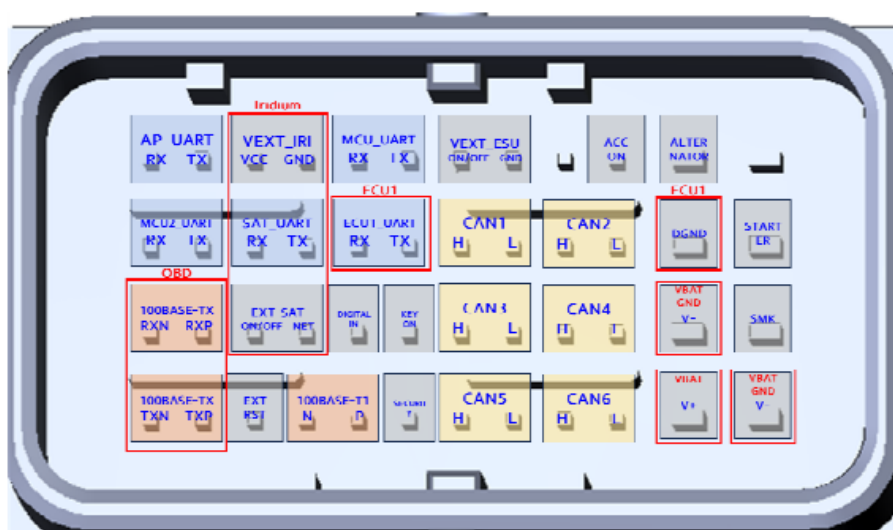 Iridium
AP UART
RX TX
VEXT_IRI
VCC GND
MCU_UART
RX TX
VEXT_ESU
ON/OFF GND
ACC
ON
ALTER
NATOR
ECU1
ECU1
MCU2_UART
RX TX
SAT_UART
RX TX
ECU1_UART
RX TX
CAN1
H L
CAN2
H L
DGND
START
ER
OBD
100BASE-TX
RXN RXP
EXT SAT
ON/OFF NET
DIGITAL
IN
KEY
ON
CAN3
H L
CAN4
H L
VBAT
GND
V-
SMK
100BASE-TX
TXN TXP
EXT
RST
100BASE-T1
N P
CAN5
H L
CAN6
H L
VBAT
V+
VBAT
GND
V-